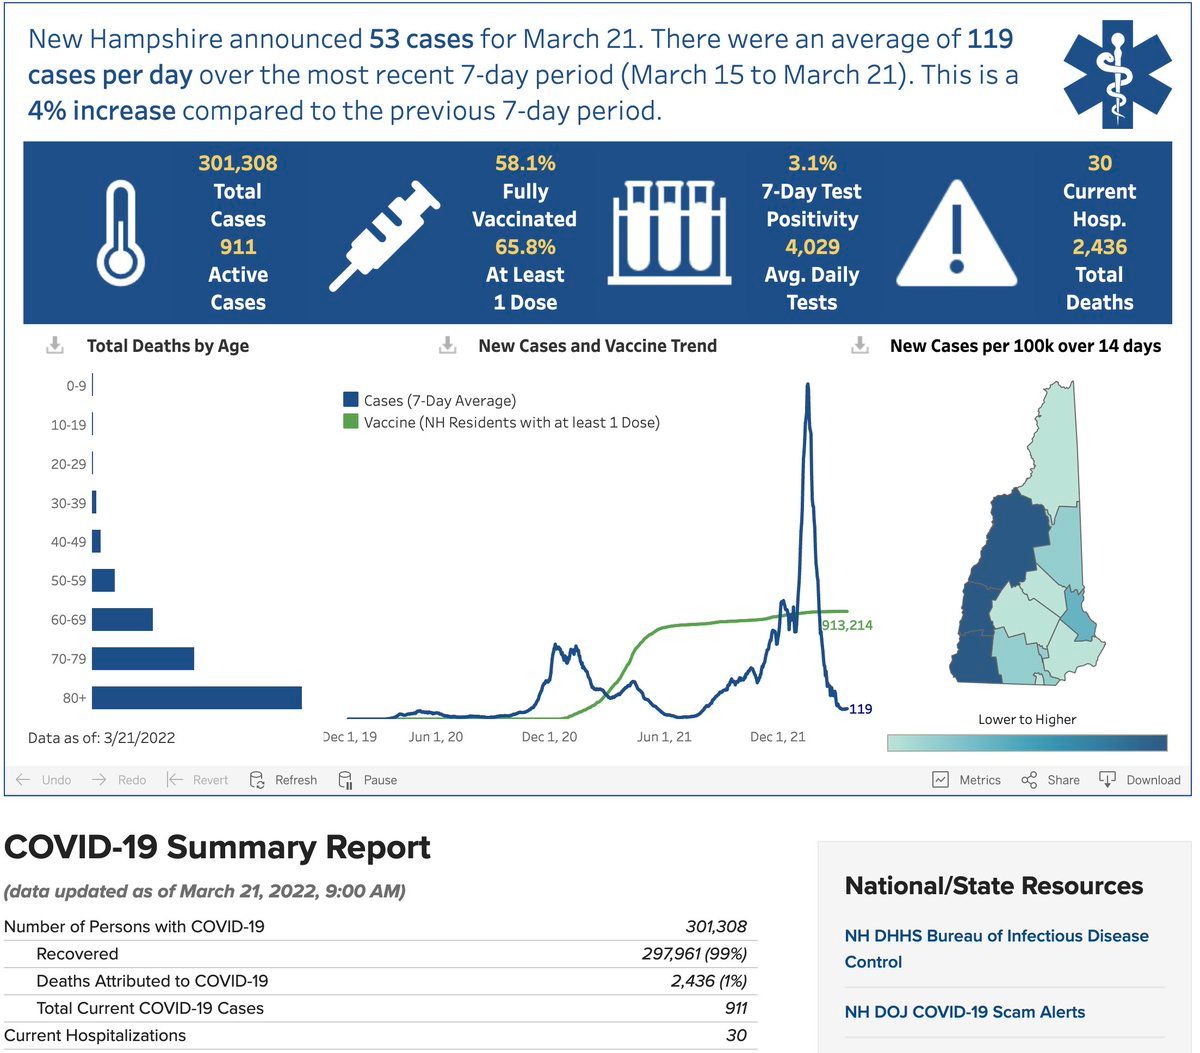 New Hampshire announced 53 cases for March 21. There were an average of 119
cases per day over the most recent 7-day period (March 15 to March 21). This is a
4% increase compared to the previous 7-day period.
301,308
Total
Cases
911
Active
Cases
58.1%
Fully
Vaccinated
65.8%
At Least
1 Dose
3.1%
7-Day Test
Positivity
4,029
Avg. Daily
Tests
30
Current
Hosp.
2,436
Total
Deaths
Total Deaths by Age
0-9
10-19
20-29
30-39
40-49
50-59
60-69
70-79
80+
Data as of: 3/21/2022
New Cases and Vaccine Trend
Cases (7-Day Average)
Vaccine (NH Residents with at least 1 Dose)
913,214
119
Dec 1, 19
Jun 1, 20
Dec 1, 20
Jun 1, 21
Dec 1, 21
New Cases per 100k over 14 days
Lower to Higher
Undo
Redo
Revert
Refresh
Pause
Metrics
Share
Download
COVID-19 Summary Report
(data updated as of March 21, 2022, 9:00 AM)
Number of Persons with COVID-19 301,308
Recovered 297,961 (99%)
Deaths Attributed to COVID-19 2,436 (1%)
Total Current COVID-19 Cases 911
Current Hospitalizations 30
National/State Resources
NH DHHS Bureau of Infectious Disease
Control
NH DOJ COVID-19 Scam Alerts